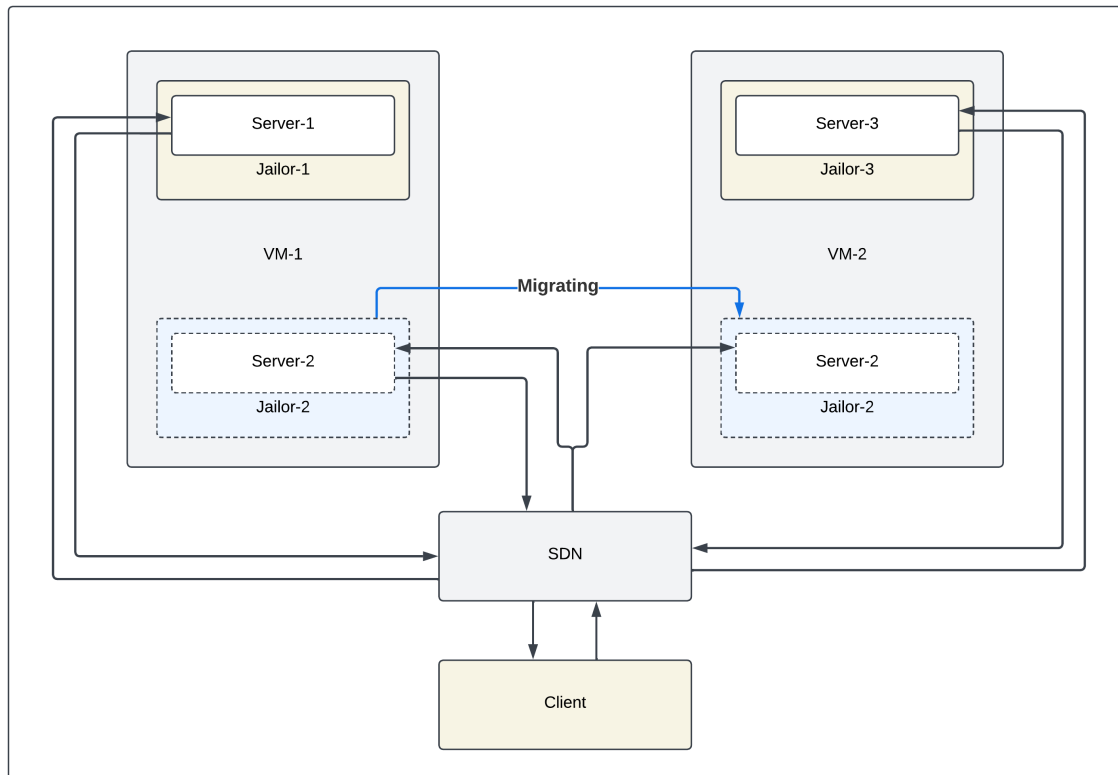 Server-1
Jailor-1
Server-3
Jailor-3
VM-1
VM-2
Migrating
Server-2
Jailor-2
Server-2
Jailor-2
SDN
Client